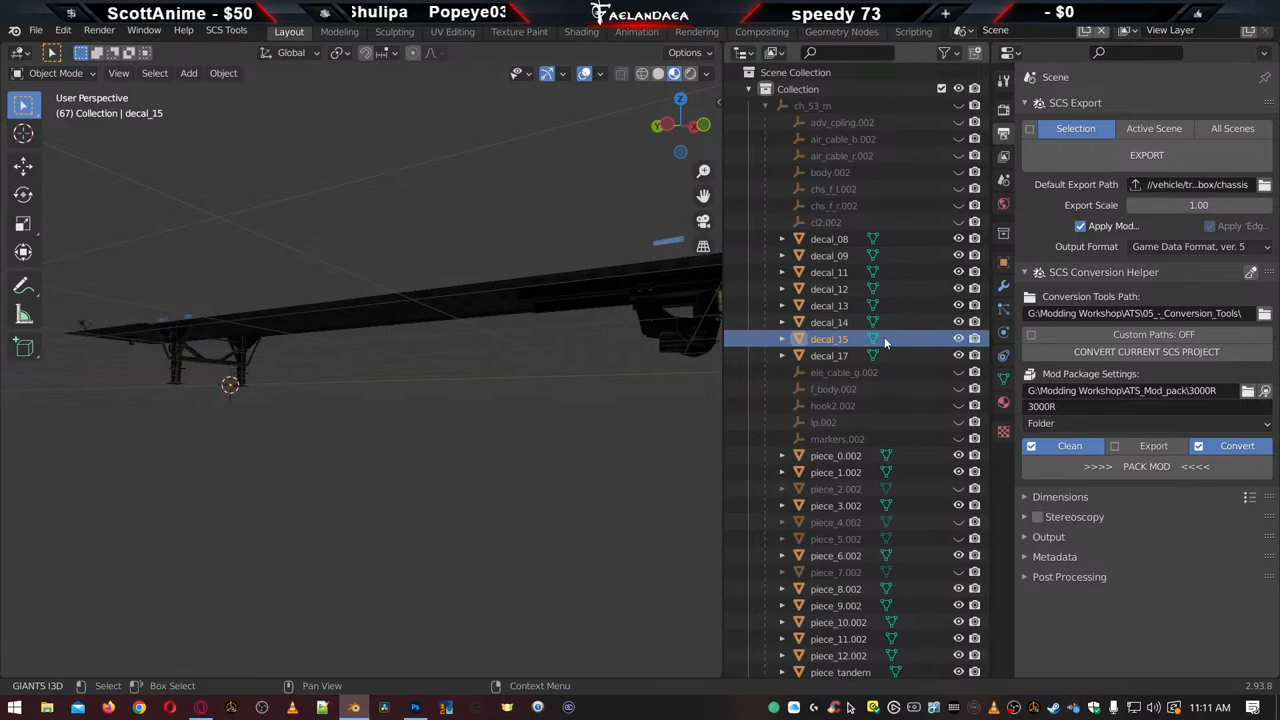 ScottAnime - $50
Shulipa Popeye03
FAELANDAEA
speedy 73
- $0
File Edit Render Window Help SCS Tools
Layout Modeling Sculpting UV Editing Texture Paint Shading Animation Rendering Compositing Geometry Nodes Scripting
Scene
View Layer
Global
Options
Object Mode View Select Add Object
User Perspective
(67) Collection | decal_15
Z
Y
X
Scene Collection
Collection
ch_53_m
adv_cpling.002
air_cable_b.002
air_cable_r.002
body.002
chs_f_l.002
chs_f_r.002
cl2.002
decal_08
decal_09
decal_11
decal_12
decal_13
decal_14
decal_15
decal_17
ele_cable_g.002
f_body.002
hook2.002
lp.002
markers.002
piece_0.002
piece_1.002
piece_2.002
piece_3.002
piece_4.002
piece_5.002
piece_6.002
piece_7.002
piece_8.002
piece_9.002
piece_10.002
piece_11.002
piece_12.002
piece_tandem
Scene
SCS Export
Selection Active Scene All Scenes
EXPORT
Default Export Path //vehicle/tr...box/chassis
Export Scale 1.00
Apply Mod... Apply 'Edg...
Output Format Game Data Format, ver. 5
SCS Conversion Helper
Conversion Tools Path:
G:\Modding Workshop\ATS\05_-_Conversion_Tools\
Custom Paths: OFF
CONVERT CURRENT SCS PROJECT
Mod Package Settings:
G:\Modding Workshop\ATS_Mod_pack\3000R
3000R
Folder
Clean Export Convert
>>>> PACK MOD <<<<
Dimensions
Stereoscopy
Output
Metadata
Post Processing
GIANTS I3D Select Box Select Pan View Context Menu 2.93.8
11:11 AM